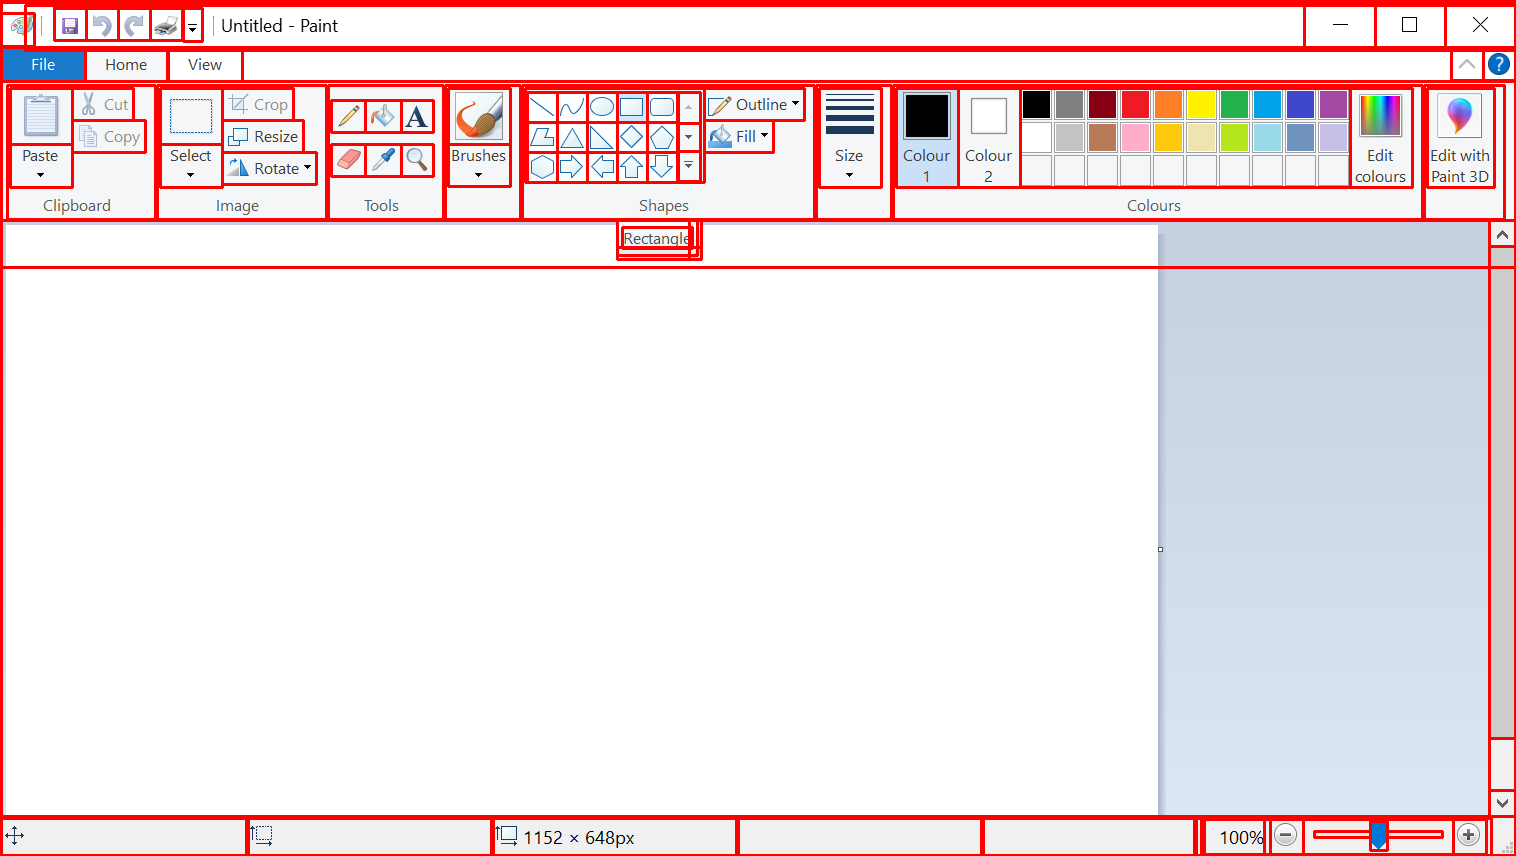 Untitled - Paint
File Home View
Cut Crop Outline
Copy Resize Fill
Paste Select Rotate Brushes Size Colour 1 Colour 2 Edit colours Edit with Paint 3D
Clipboard Image Tools Shapes Colours
Rectangle
1152 × 648px 100%